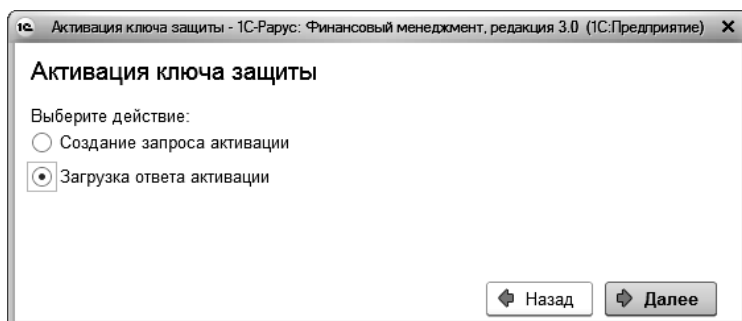 1С Активация ключа защиты - 1С-Рарус: Финансовый менеджмент, редакция 3.0 (1С:Предприятие)
Активация ключа защиты
Выберите действие:
Создание запроса активации
Загрузка ответа активации
Назад Далее